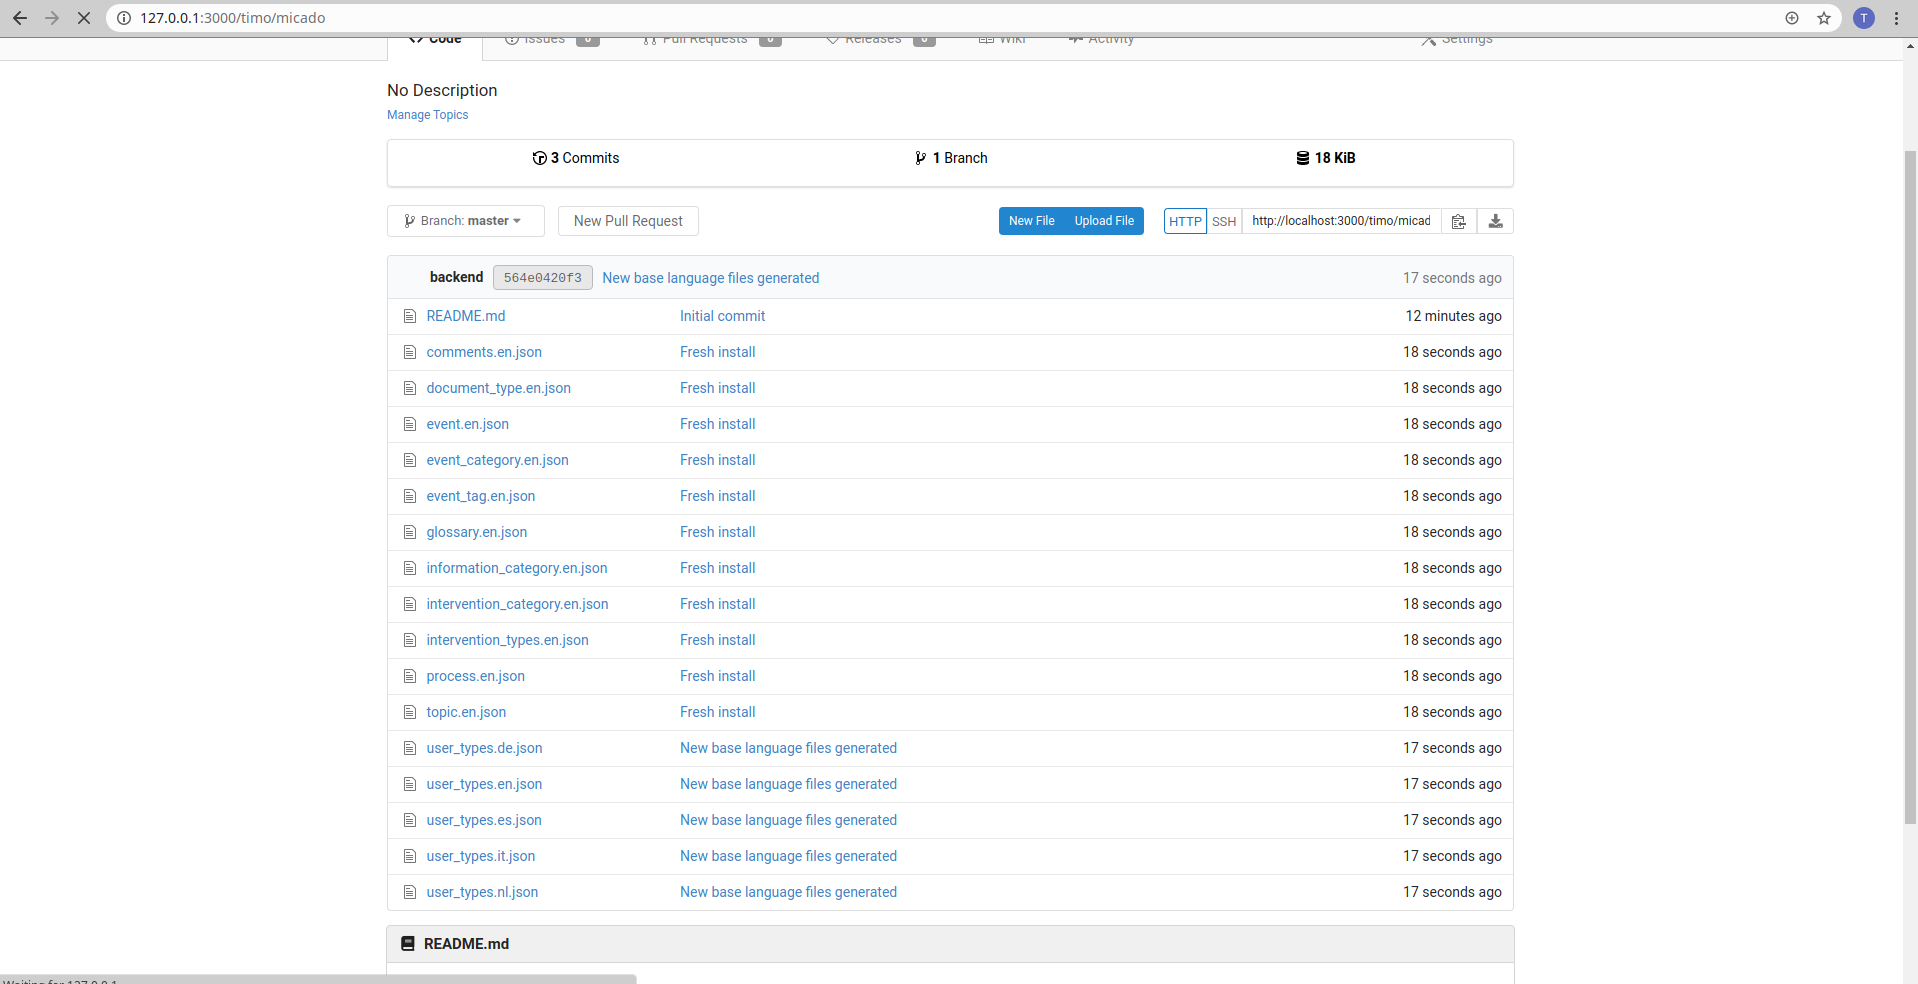 127.0.0.1:3000/timo/micado
T
Code Issues 0 Pull Requests 0 Releases 0 Wiki Activity Settings
No Description
Manage Topics
3 Commits 1 Branch 18 KiB
Branch: master New Pull Request New File Upload File HTTP SSH http://localhost:3000/timo/micad
backend 564e0420f3 New base language files generated 17 seconds ago
README.md Initial commit 12 minutes ago
comments.en.json Fresh install 18 seconds ago
document_type.en.json Fresh install 18 seconds ago
event.en.json Fresh install 18 seconds ago
event_category.en.json Fresh install 18 seconds ago
event_tag.en.json Fresh install 18 seconds ago
glossary.en.json Fresh install 18 seconds ago
information_category.en.json Fresh install 18 seconds ago
intervention_category.en.json Fresh install 18 seconds ago
intervention_types.en.json Fresh install 18 seconds ago
process.en.json Fresh install 18 seconds ago
topic.en.json Fresh install 18 seconds ago
user_types.de.json New base language files generated 17 seconds ago
user_types.en.json New base language files generated 17 seconds ago
user_types.es.json New base language files generated 17 seconds ago
user_types.it.json New base language files generated 17 seconds ago
user_types.nl.json New base language files generated 17 seconds ago
README.md
Waiting for 127.0.0.1